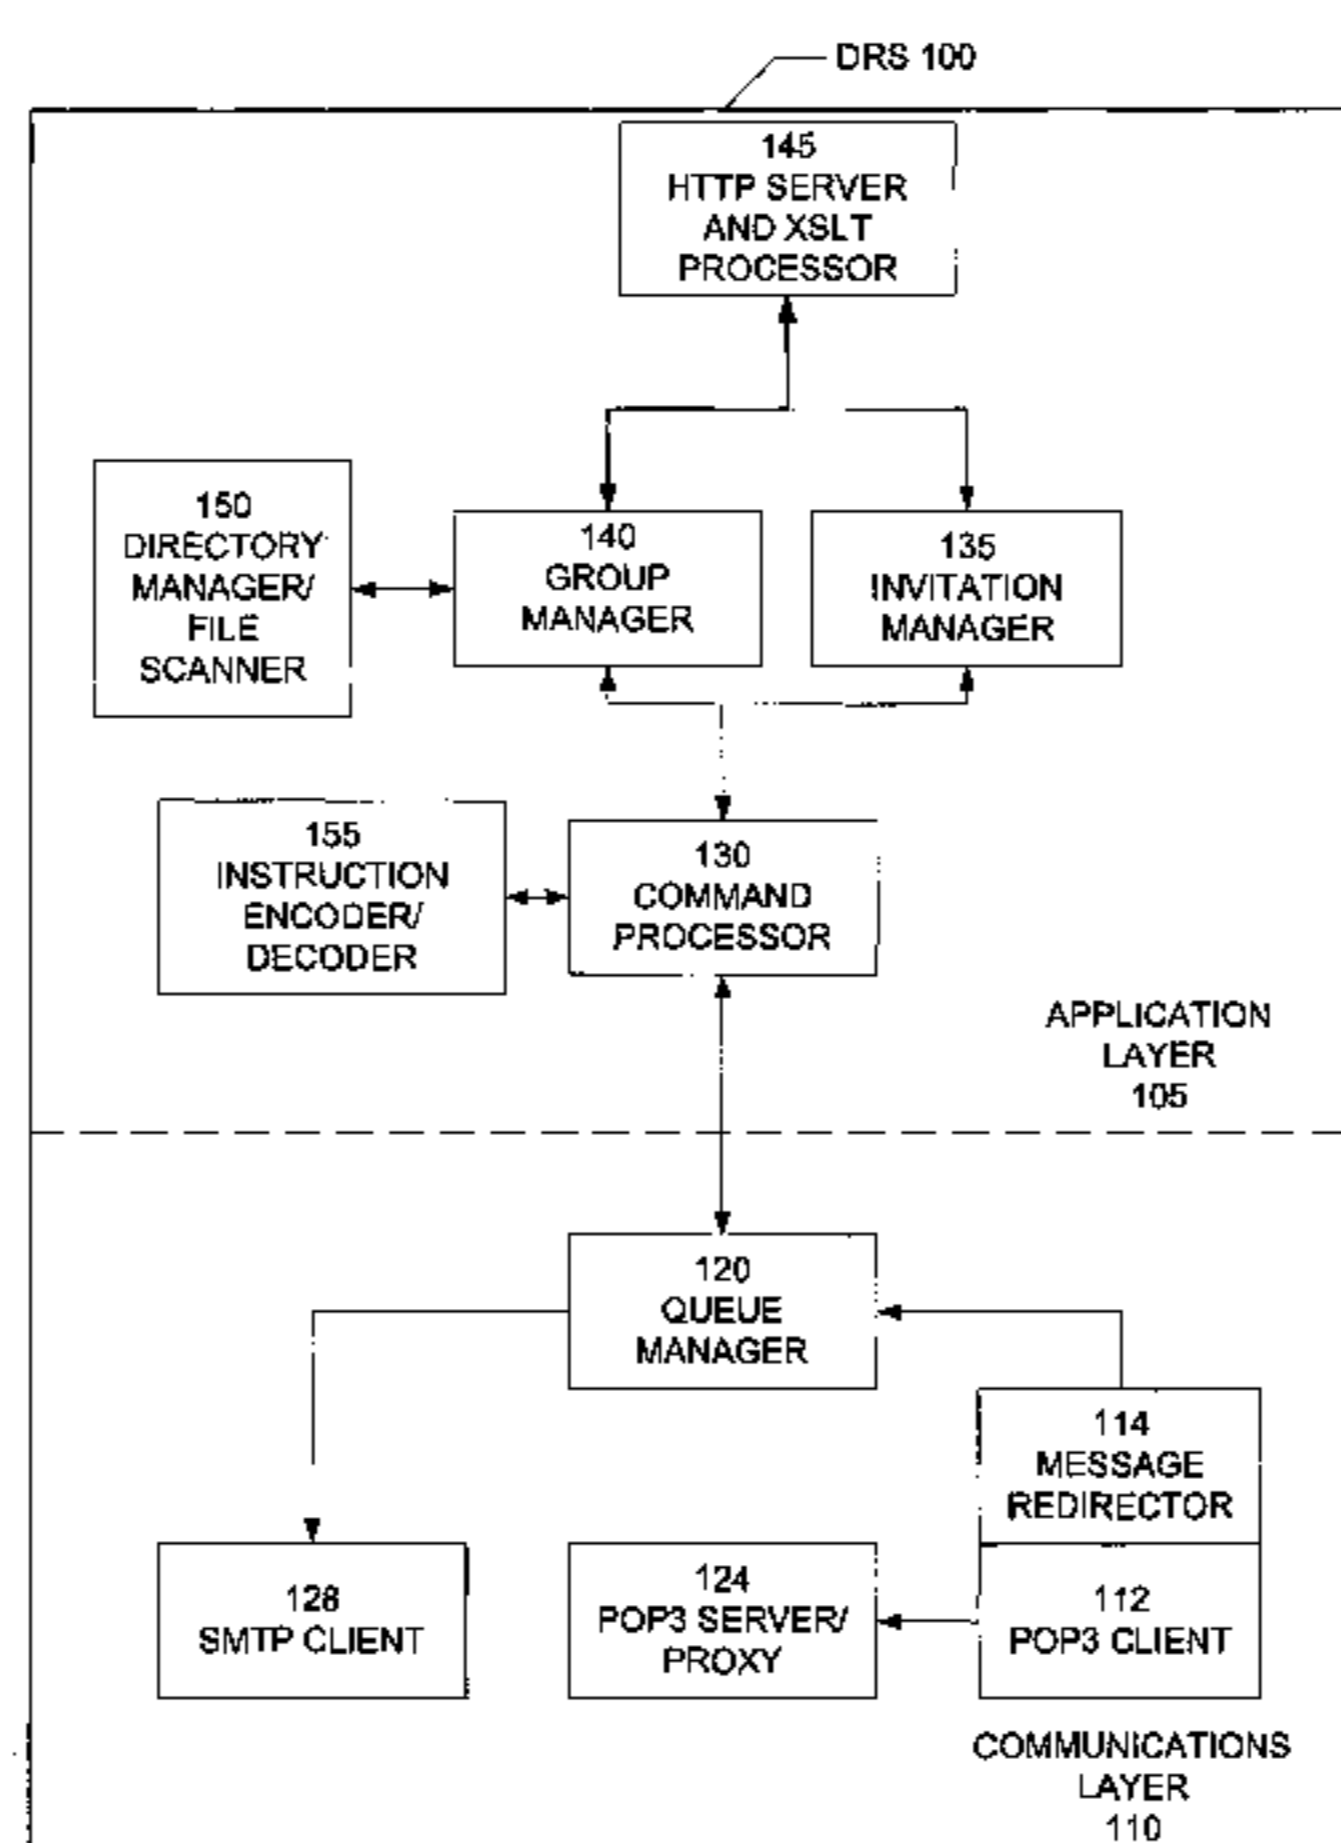 DRS 100
145
HTTP SERVER
AND XSLT
PROCESSOR
150
DIRECTORY
MANAGER/
FILE
SCANNER
140
GROUP
MANAGER
135
INVITATION
MANAGER
155
INSTRUCTION
ENCODER/
DECODER
130
COMMAND
PROCESSOR
APPLICATION
LAYER
105
120
QUEUE
MANAGER
114
MESSAGE
REDIRECTOR
128
SMTP CLIENT
124
POP3 SERVER/
PROXY
112
POP3 CLIENT
COMMUNICATIONS
LAYER
110